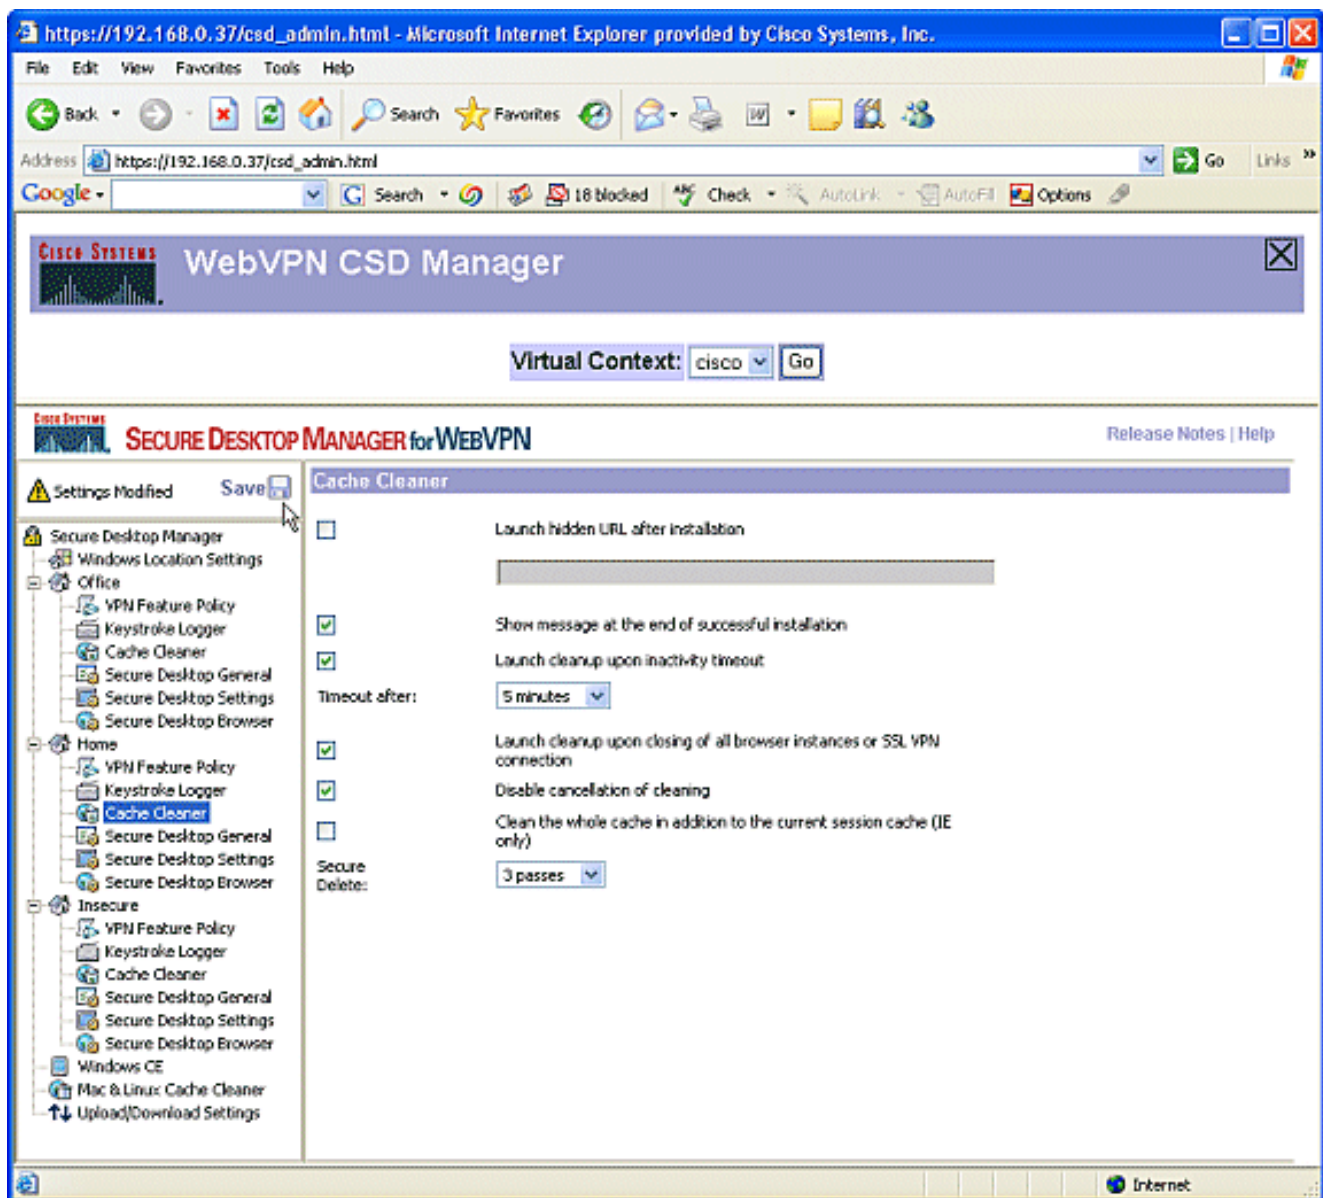 https://192.168.0.37/csd_admin.html - Microsoft Internet Explorer provided by Cisco Systems, Inc.
File Edit View Favorites Tools Help
Back Search Favorites
Address https://192.168.0.37/csd_admin.html Go Links »
Google Search 18 blocked ABC Check AutoLink AutoFill Options
CISCO SYSTEMS
WebVPN CSD Manager
Virtual Context: cisco Go
CISCO SYSTEMS
SECURE DESKTOP MANAGER for WEBVPN
Release Notes | Help
Settings Modified Save
Secure Desktop Manager
Windows Location Settings
Office
VPN Feature Policy
Keystroke Logger
Cache Cleaner
Secure Desktop General
Secure Desktop Settings
Secure Desktop Browser
Home
VPN Feature Policy
Keystroke Logger
Cache Cleaner
Secure Desktop General
Secure Desktop Settings
Secure Desktop Browser
Insecure
VPN Feature Policy
Keystroke Logger
Cache Cleaner
Secure Desktop General
Secure Desktop Settings
Secure Desktop Browser
Windows CE
Mac & Linux Cache Cleaner
Upload/Download Settings
Cache Cleaner
Launch hidden URL after installation
Show message at the end of successful installation
Launch cleanup upon inactivity timeout
Timeout after: 5 minutes
Launch cleanup upon closing of all browser instances or SSL VPN
connection
Disable cancellation of cleaning
Clean the whole cache in addition to the current session cache (IE
only)
Secure
Delete: 3 passes
Internet